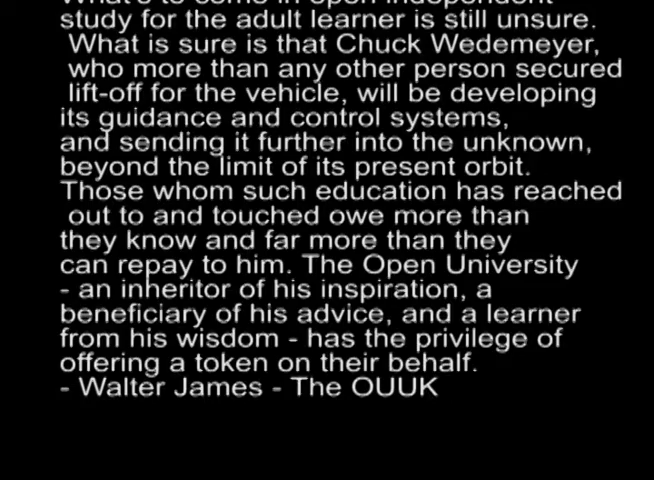 What's to come in open independent
study for the adult learner is still unsure.
What is sure is that Chuck Wedemeyer,
who more than any other person secured
lift-off for the vehicle, will be developing
its guidance and control systems,
and sending it further into the unknown,
beyond the limit of its present orbit.
Those whom such education has reached
out to and touched owe more than
they know and far more than they
can repay to him. The Open University
- an inheritor of his inspiration, a
beneficiary of his advice, and a learner
from his wisdom - has the privilege of
offering a token on their behalf.
- Walter James - The OUUK